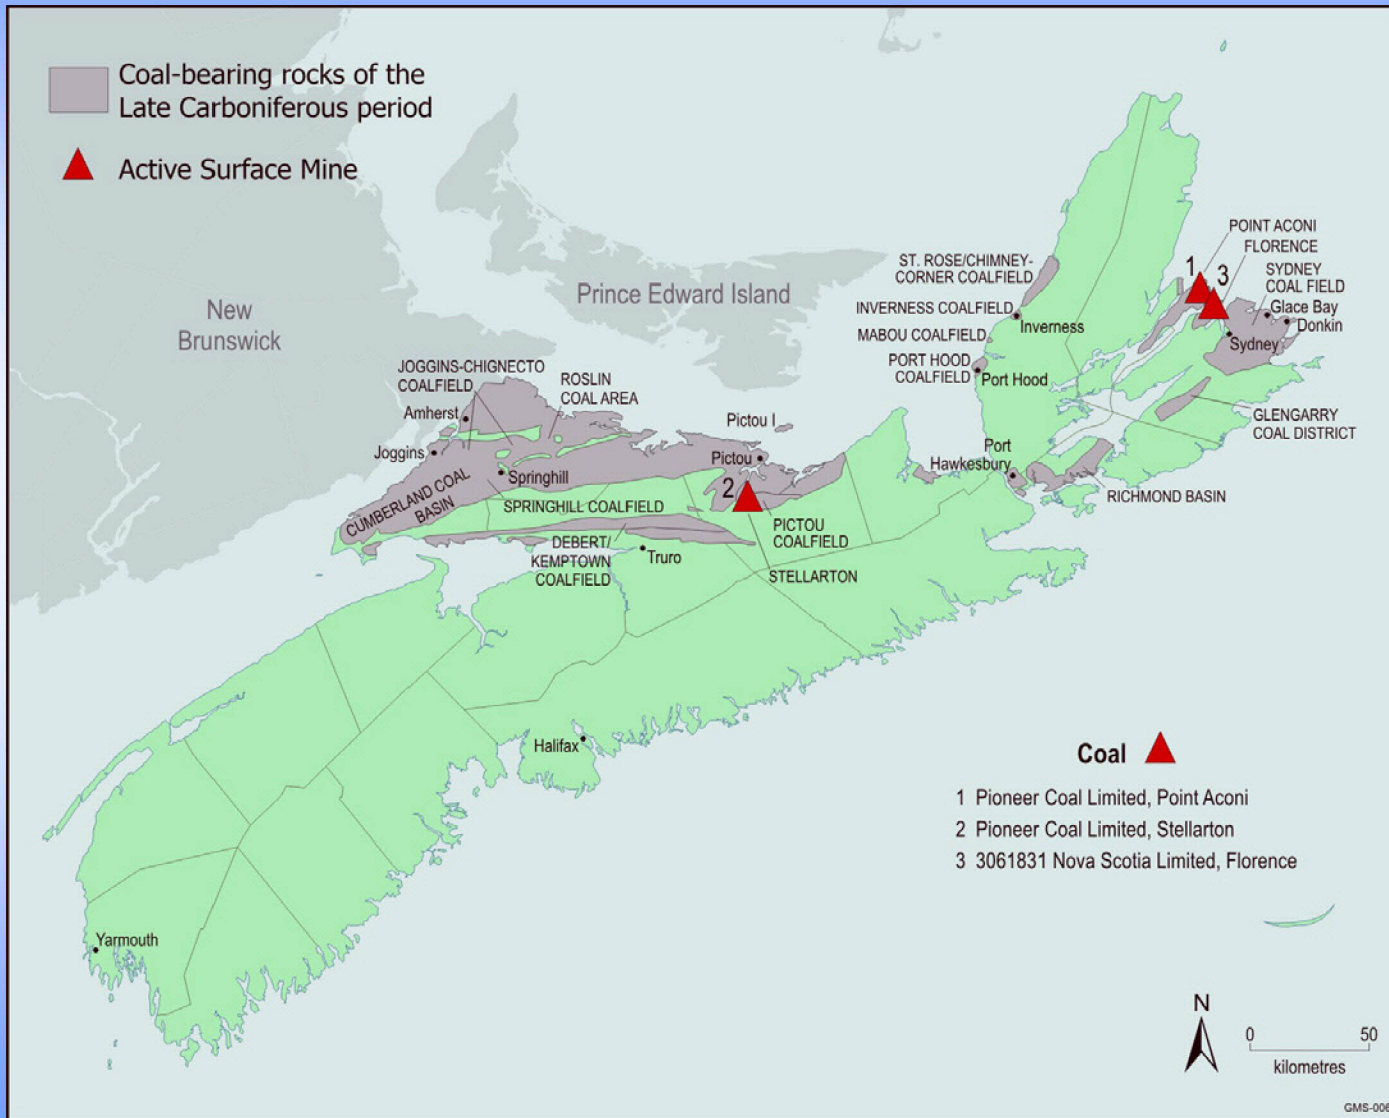 Coal-bearing rocks of the
Late Carboniferous period
Active Surface Mine
New
Brunswick
Prince Edward Island
POINT ACONI
FLORENCE
1
3
SYDNEY
COAL FIELD
Glace Bay
Donkin
Sydney
ST. ROSE/CHIMNEY-
CORNER COALFIELD
INVERNESS COALFIELD
Inverness
MABOU COALFIELD
PORT HOOD
COALFIELD
Port Hood
GLENGARRY
COAL DISTRICT
JOGGINS-CHIGNECTO
COALFIELD
ROSLIN
COAL AREA
Amherst
Joggins
Pictou I
Pictou
Springhill
2
CUMBERLAND COAL
BASIN
SPRINGHILL COALFIELD
Port
Hawkesbury
RICHMOND BASIN
PICTOU
COALFIELD
DEBERT/
KEMPTOWN
COALFIELD
Truro
STELLARTON
Halifax
Yarmouth
Coal
1 Pioneer Coal Limited, Point Aconi
2 Pioneer Coal Limited, Stellarton
3 3061831 Nova Scotia Limited, Florence
N
0 50
kilometres